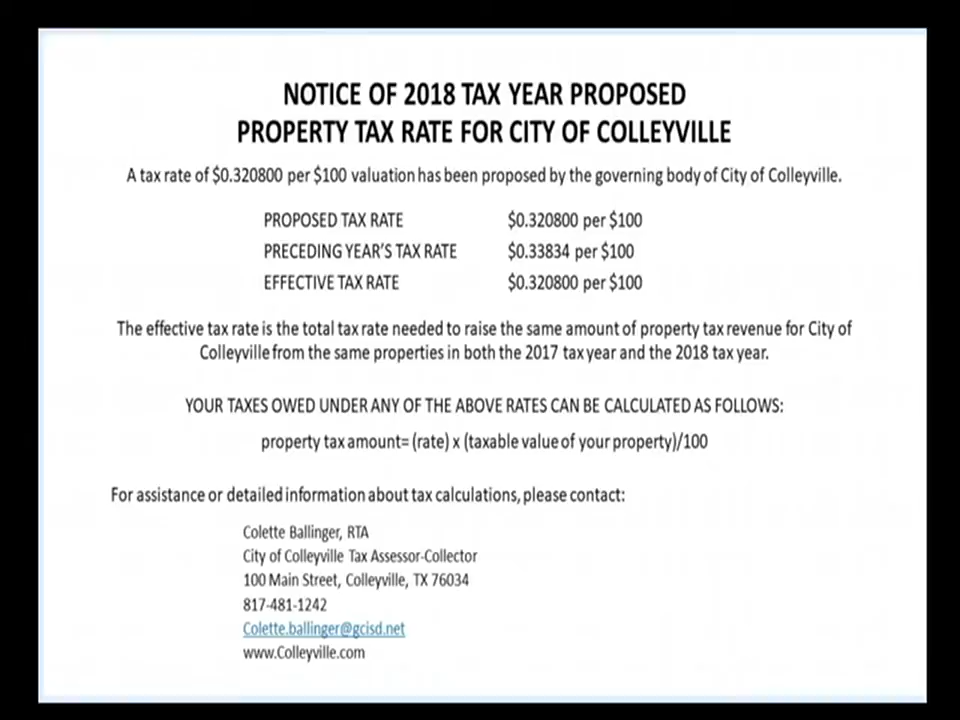 NOTICE OF 2018 TAX YEAR PROPOSED
PROPERTY TAX RATE FOR CITY OF COLLEYVILLE
A tax rate of $0.320800 per $100 valuation has been proposed by the governing body of City of Colleyville.
PROPOSED TAX RATE $0.320800 per $100
PRECEDING YEAR'S TAX RATE $0.33834 per $100
EFFECTIVE TAX RATE $0.320800 per $100
The effective tax rate is the total tax rate needed to raise the same amount of property tax revenue for City of
Colleyville from the same properties in both the 2017 tax year and the 2018 tax year.
YOUR TAXES OWED UNDER ANY OF THE ABOVE RATES CAN BE CALCULATED AS FOLLOWS:
property tax amount= (rate) x (taxable value of your property)/100
For assistance or detailed information about tax calculations, please contact:
Colette Ballinger, RTA
City of Colleyville Tax Assessor-Collector
100 Main Street, Colleyville, TX 76034
817-481-1242
Colette.ballinger@gcisd.net
www.Colleyville.com